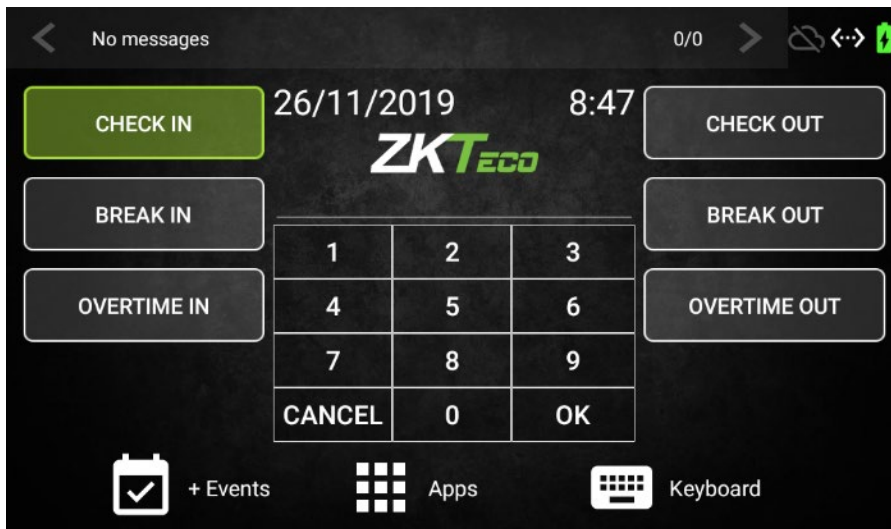 No messages 0/0
CHECK IN
26/11/2019 8:47
CHECK OUT
ZKTECO
BREAK IN
BREAK OUT
1 2 3
OVERTIME IN
4 5 6
OVERTIME OUT
7 8 9
CANCEL 0 OK
+ Events Apps Keyboard